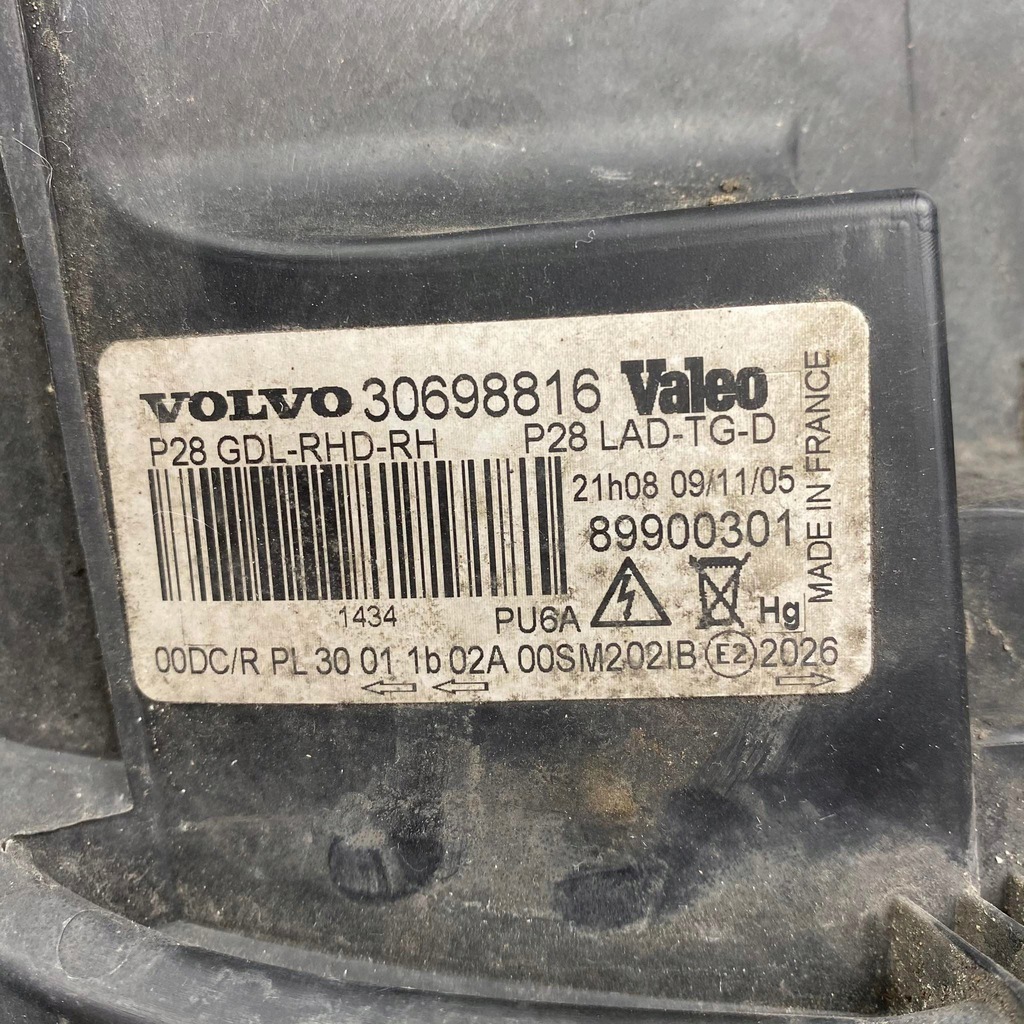 VOLVO 30698816 Valeo
P28 GDL-RHD-RH P28 LAD-TG-D
21h08 09/11/05
89900301
1434 PU6A Hg
00DC/R PL 30 01 1b 02A 00SM202IB E2 2026
MADE IN FRANCE